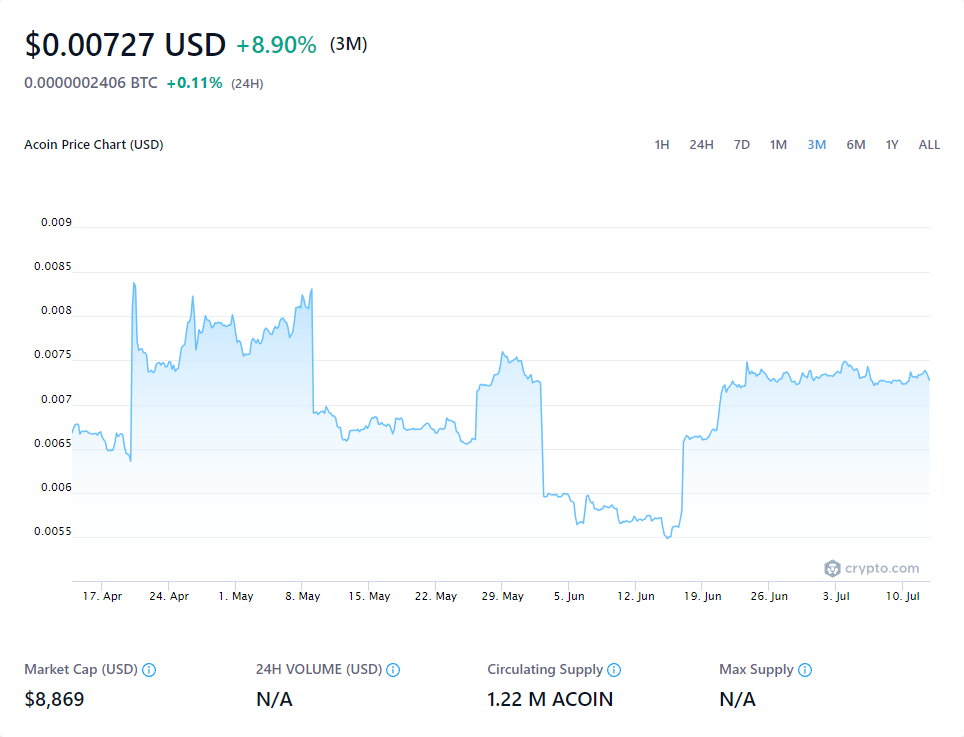 $0.00727 USD +8.90% (3M)
0.0000002406 BTC +0.11% (24H)
Acoin Price Chart (USD) 1H 24H 7D 1M 3M 6M 1Y ALL
0.009
0.0085
0.008
0.0075
0.007
0.0065
0.006
0.0055
crypto.com
17. Apr 24. Apr 1. May 8. May 15. May 22. May 29. May 5. Jun 12. Jun 19. Jun 26. Jun 3. Jul 10. Jul
Market Cap (USD) 24H VOLUME (USD) Circulating Supply Max Supply
$8,869 N/A 1.22 M ACOIN N/A